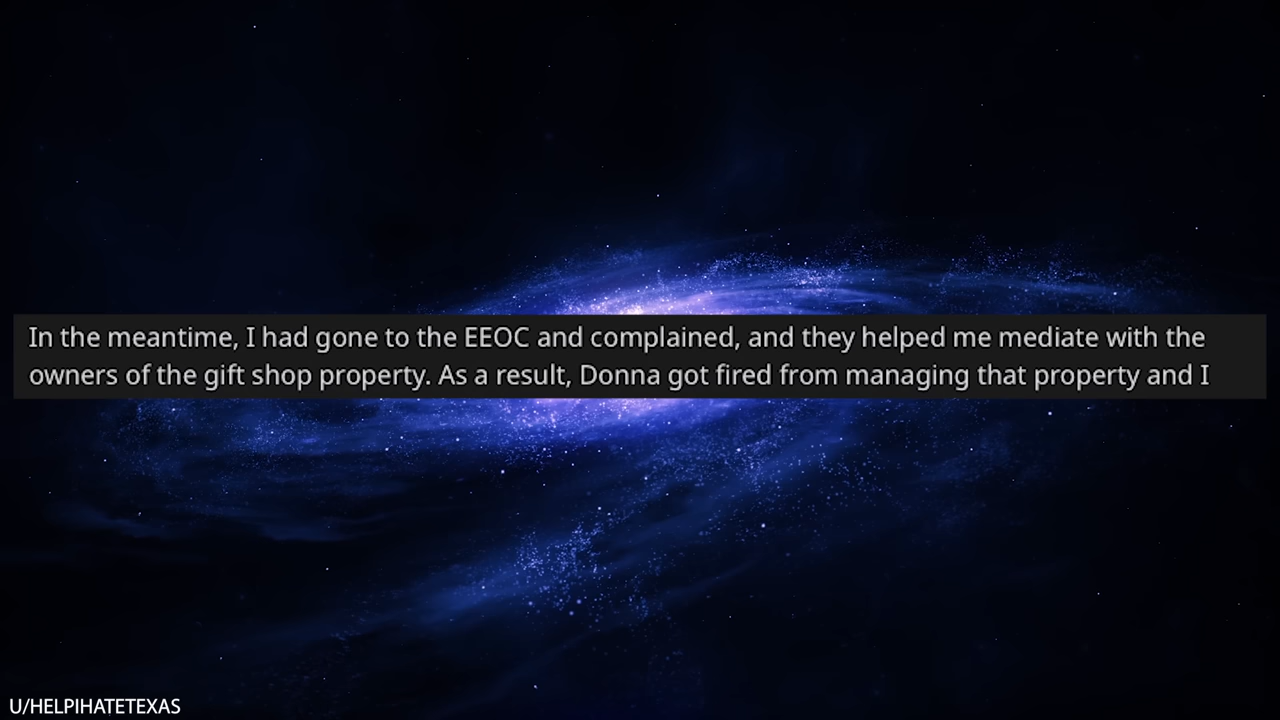 In the meantime, I had gone to the EEOC and complained, and they helped me mediate with the
owners of the gift shop property. As a result, Donna got fired from managing that property and I
U/HELPIHATETEXAS